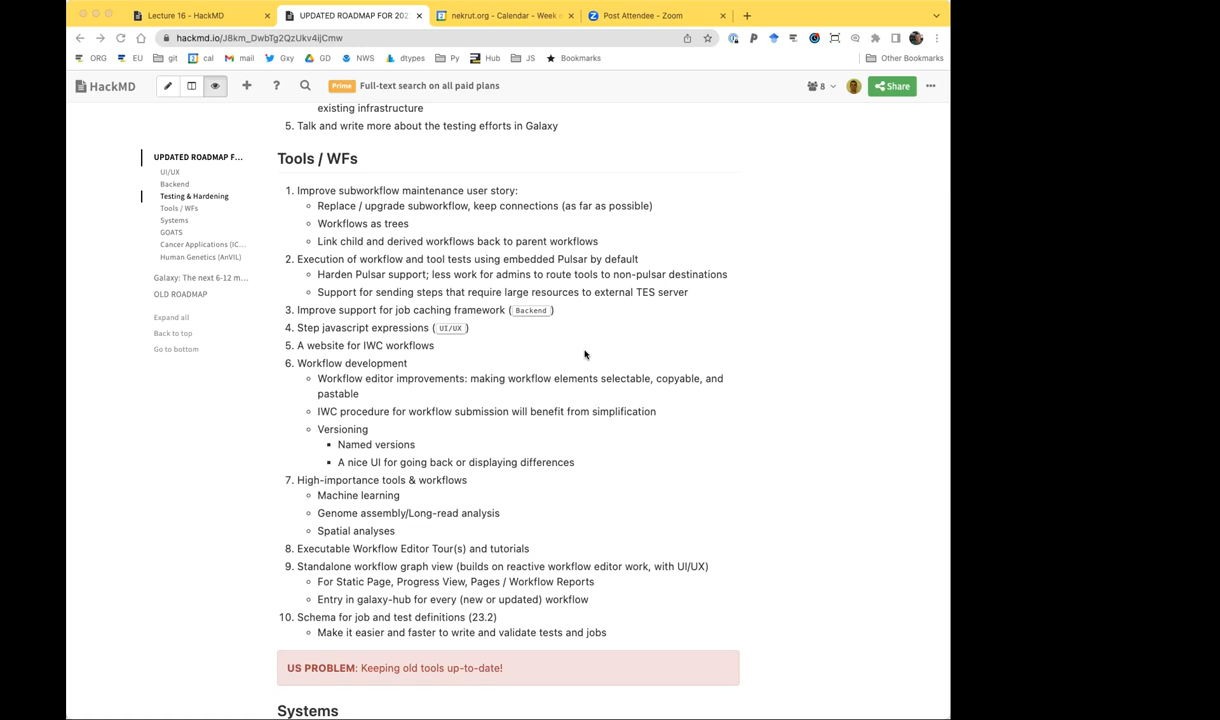 Lecture 16 - HackMD
UPDATED ROADMAP FOR 202
nekrut.org - Calendar - Week o
Post Attendee - Zoom
hackmd.io/J8km_DwbTg2QzUkv4ijCmw
ORG
EU
git
cal
mail
Gxy
GD
NWS
dtypes
Py
Hub
JS
Bookmarks
Other Bookmarks
HackMD
Prime Full-text search on all paid plans
8
Share
UPDATED ROADMAP F...
UI/UX
Backend
Testing & Hardening
Tools / WFs
Systems
GOATS
Cancer Applications (IC...
Human Genetics (AnVIL)
Galaxy: The next 6-12 m...
OLD ROADMAP
Expand all
Back to top
Go to bottom
existing infrastructure
5. Talk and write more about the testing efforts in Galaxy
Tools / WFs
1. Improve subworkflow maintenance user story:
Replace / upgrade subworkflow, keep connections (as far as possible)
Workflows as trees
Link child and derived workflows back to parent workflows
2. Execution of workflow and tool tests using embedded Pulsar by default
Harden Pulsar support; less work for admins to route tools to non-pulsar destinations
Support for sending steps that require large resources to external TES server
3. Improve support for job caching framework ( Backend )
4. Step javascript expressions ( UI/UX )
5. A website for IWC workflows
6. Workflow development
Workflow editor improvements: making workflow elements selectable, copyable, and
pastable
IWC procedure for workflow submission will benefit from simplification
Versioning
Named versions
A nice UI for going back or displaying differences
7. High-importance tools & workflows
Machine learning
Genome assembly/Long-read analysis
Spatial analyses
8. Executable Workflow Editor Tour(s) and tutorials
9. Standalone workflow graph view (builds on reactive workflow editor work, with UI/UX)
For Static Page, Progress View, Pages / Workflow Reports
Entry in galaxy-hub for every (new or updated) workflow
10. Schema for job and test definitions (23.2)
Make it easier and faster to write and validate tests and jobs
US PROBLEM: Keeping old tools up-to-date!
Systems